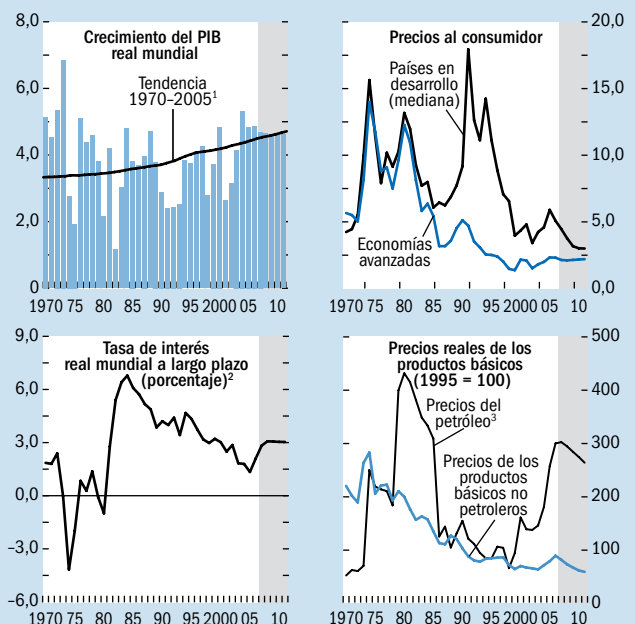 Crecimiento del PIB
real mundial
8,0
6,0
4,0
2,0
0
Tendencia
1970–2005¹
1970 75 80 85 90 95 2000 05 10
Precios al consumidor
20,0
15,0
10,0
5,0
0,0
Países en
desarrollo
(mediana)
Economías
avanzadas
1970 75 80 85 90 95 2000 05 10
Tasa de interés
real mundial a largo plazo
(porcentaje)²
9,0
6,0
3,0
0,0
–3,0
–6,0
1970 75 80 85 90 95 2000 05 10
Precios reales de los
productos básicos
(1995 = 100)
500
400
300
200
100
0
Precios del
petróleo³
Precios de los
productos
básicos no
petroleros
1970 75 80 85 90 95 2000 05 10